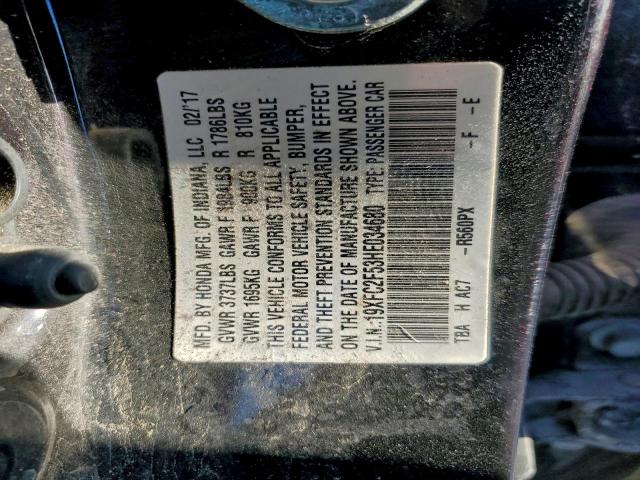 MFD. BY HONDA MFG. OF INDIANA, LLC 02/'17
GVWR 3737LBS GAWR F 1984LBS R 1786LBS
GVWR 1695KG GAWR F 900KG R 810KG
THIS VEHICLE CONFORMS TO ALL APPLICABLE
FEDERAL MOTOR VEHICLE SAFETY, BUMPER,
AND THEFT PREVENTION STANDARDS IN EFFECT
ON THE DATE OF MANUFACTURE SHOWN ABOVE.
V.I.N.:19XFC2F53HE034680 TYPE: PASSENGER CAR
TBA H AC7 -R560PX -F -E